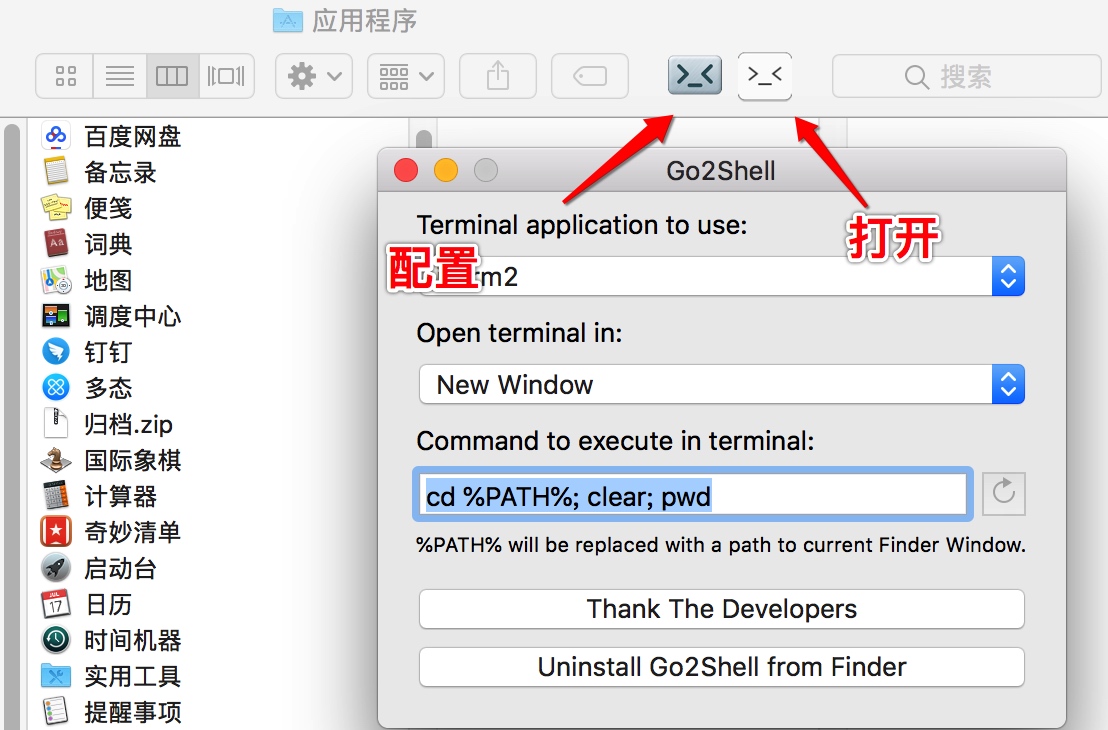 应用程序
>_<
>_<
搜索
百度网盘
备忘录
便笺
词典
地图
调度中心
钉钉
多态
归档.zip
国际象棋
计算器
奇妙清单
启动台
日历
时间机器
实用工具
提醒事项
Go2Shell
Terminal application to use:
配置
打开
rm2
Open terminal in:
New Window
Command to execute in terminal:
cd %PATH%; clear; pwd
%PATH% will be replaced with a path to current Finder Window.
Thank The Developers
Uninstall Go2Shell from Finder